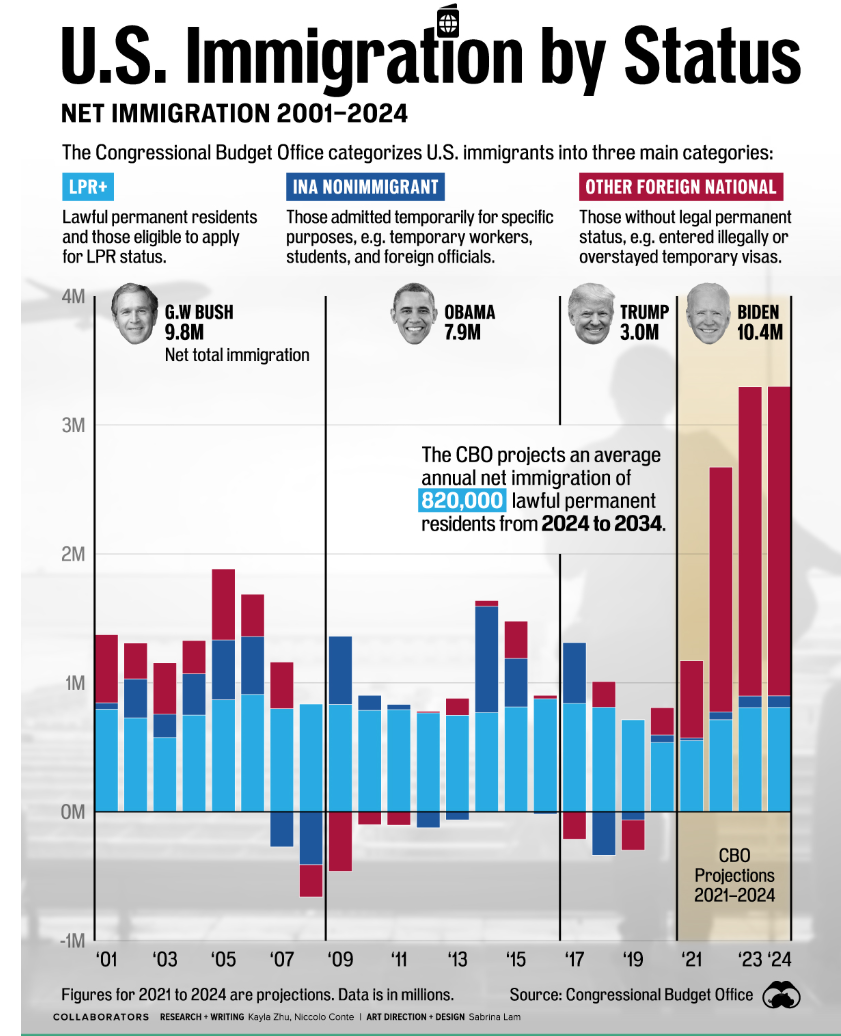 U.S. Immigration by Status
NET IMMIGRATION 2001–2024
The Congressional Budget Office categorizes U.S. immigrants into three main categories:
LPR+
Lawful permanent residents
and those eligible to apply
for LPR status.
INA NONIMMIGRANT
Those admitted temporarily for specific
purposes, e.g. temporary workers,
students, and foreign officials.
OTHER FOREIGN NATIONAL
Those without legal permanent
status, e.g. entered illegally or
overstayed temporary visas.
4M
G.W BUSH
9.8M
Net total immigration
OBAMA
7.9M
TRUMP
3.0M
BIDEN
10.4M
3M
The CBO projects an average
annual net immigration of
820,000 lawful permanent
residents from 2024 to 2034.
2M
1M
0M
CBO
Projections
2021–2024
-1M
‘01 ‘03 ‘05 ‘07 ‘09 ‘11 ‘13 ‘15 ‘17 ‘19 ‘21 ‘23 ‘24
Figures for 2021 to 2024 are projections. Data is in millions.
Source: Congressional Budget Office
COLLABORATORS RESEARCH + WRITING Kayla Zhu, Niccolo Conte | ART DIRECTION + DESIGN Sabrina Lam